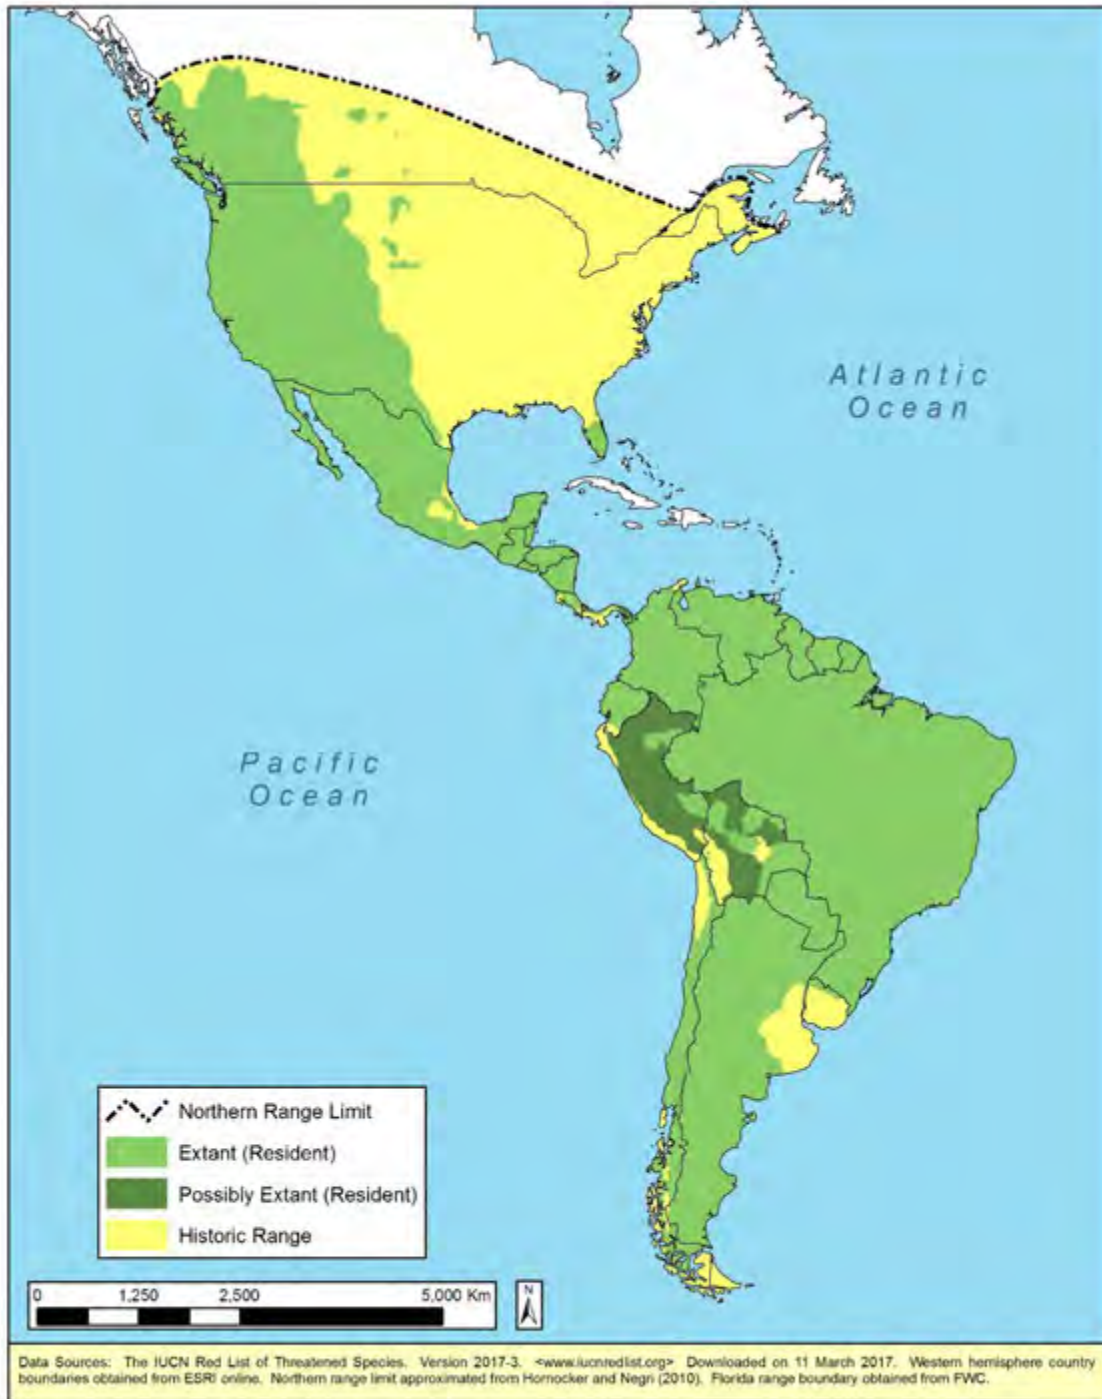 Atlantic
Ocean
Pacific
Ocean
Northern Range Limit
Extant (Resident)
Possibly Extant (Resident)
Historic Range
0 1,250 2,500 5,000 Km
N
Data Sources: The IUCN Red List of Threatened Species. Version 2017-3. <www.iucnredlist.org> Downloaded on 11 March 2017. Western hemisphere country
boundaries obtained from ESRI online. Northern range limit approximated from Hornocker and Negri (2010). Florida range boundary obtained from FWC.